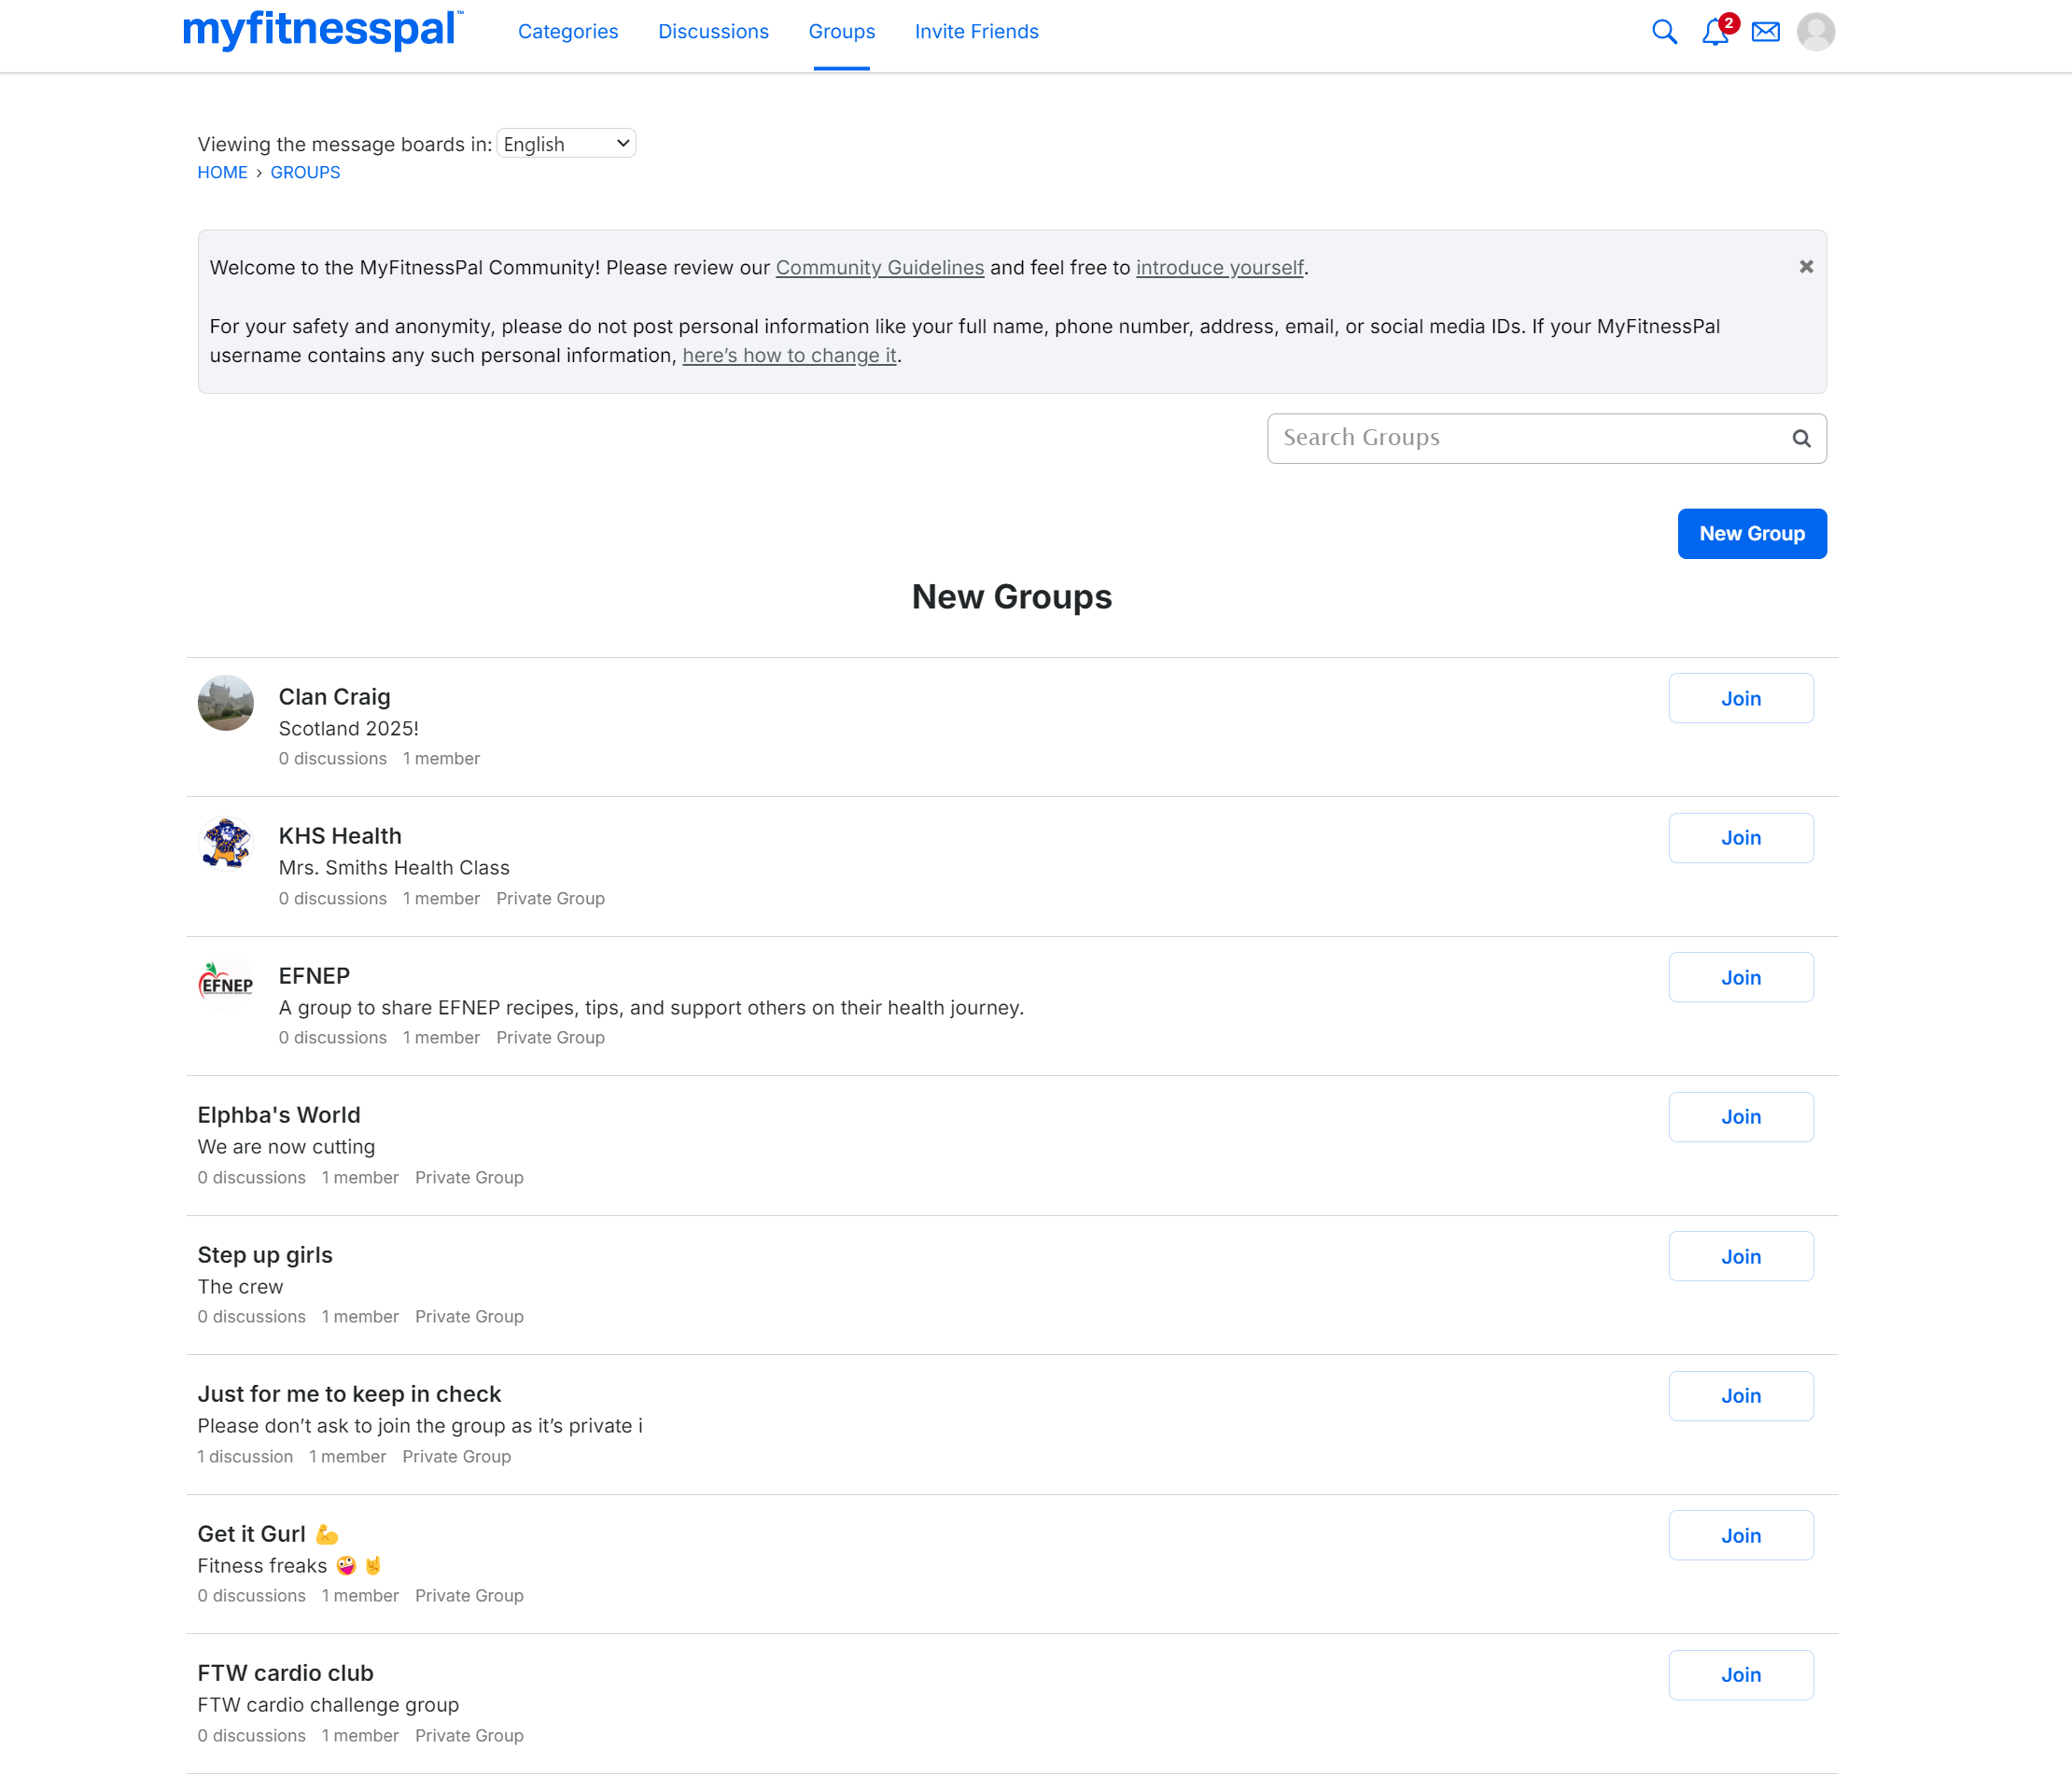 myfitnesspal™
Categories
Discussions
Groups
Invite Friends
2
Viewing the message boards in: English
HOME › GROUPS
Welcome to the MyFitnessPal Community! Please review our Community Guidelines and feel free to introduce yourself.
For your safety and anonymity, please do not post personal information like your full name, phone number, address, email, or social media IDs. If your MyFitnessPal
username contains any such personal information, here’s how to change it.
Search Groups
New Group
New Groups
Clan Craig
Join
Scotland 2025!
0 discussions 1 member
KHS Health
Join
Mrs. Smiths Health Class
0 discussions 1 member Private Group
EFNEP
EFNEP
Join
A group to share EFNEP recipes, tips, and support others on their health journey.
0 discussions 1 member Private Group
Elphba's World
Join
We are now cutting
0 discussions 1 member Private Group
Step up girls
Join
The crew
0 discussions 1 member Private Group
Just for me to keep in check
Join
Please don’t ask to join the group as it’s private i
1 discussion 1 member Private Group
Get it Gurl 💪
Join
Fitness freaks 🤪 🤘
0 discussions 1 member Private Group
FTW cardio club
Join
FTW cardio challenge group
0 discussions 1 member Private Group